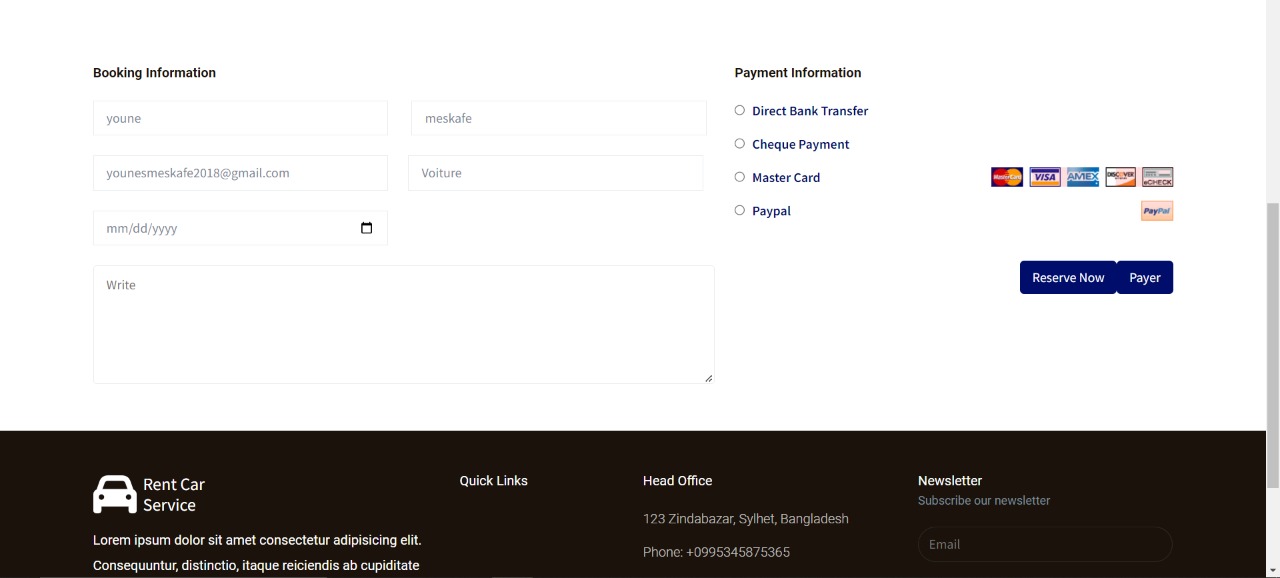 Booking Information
youne
meskafe
younesmeskafe2018@gmail.com
Voiture
mm/dd/yyyy
Write
Payment Information
Direct Bank Transfer
Cheque Payment
Master Card
MasterCard
VISA
AMEX
DISCOVER
eCHECK
Paypal
PayPal
Reserve Now
Payer
Rent Car
Service
Lorem ipsum dolor sit amet consectetur adipisicing elit.
Consequuntur, distinctio, itaque reiciendis ab cupiditate
Quick Links
Head Office
123 Zindabazar, Sylhet, Bangladesh
Phone: +0995345875365
Newsletter
Subscribe our newsletter
Email